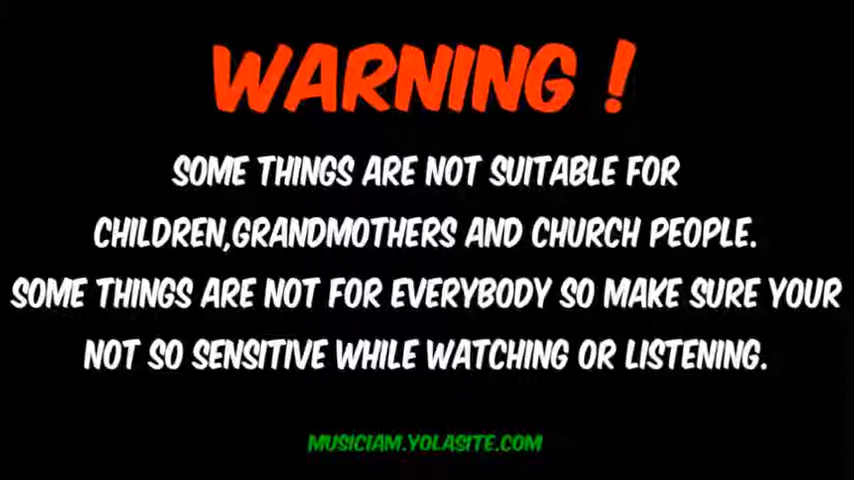 WARNING !
SOME THINGS ARE NOT SUITABLE FOR
CHILDREN,GRANDMOTHERS AND CHURCH PEOPLE.
SOME THINGS ARE NOT FOR EVERYBODY SO MAKE SURE YOUR
NOT SO SENSITIVE WHILE WATCHING OR LISTENING.
MUSICIAM.YOLASITE.COM